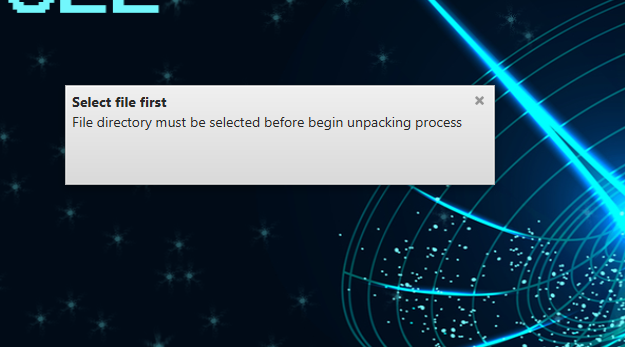 Select file first
File directory must be selected before begin unpacking process